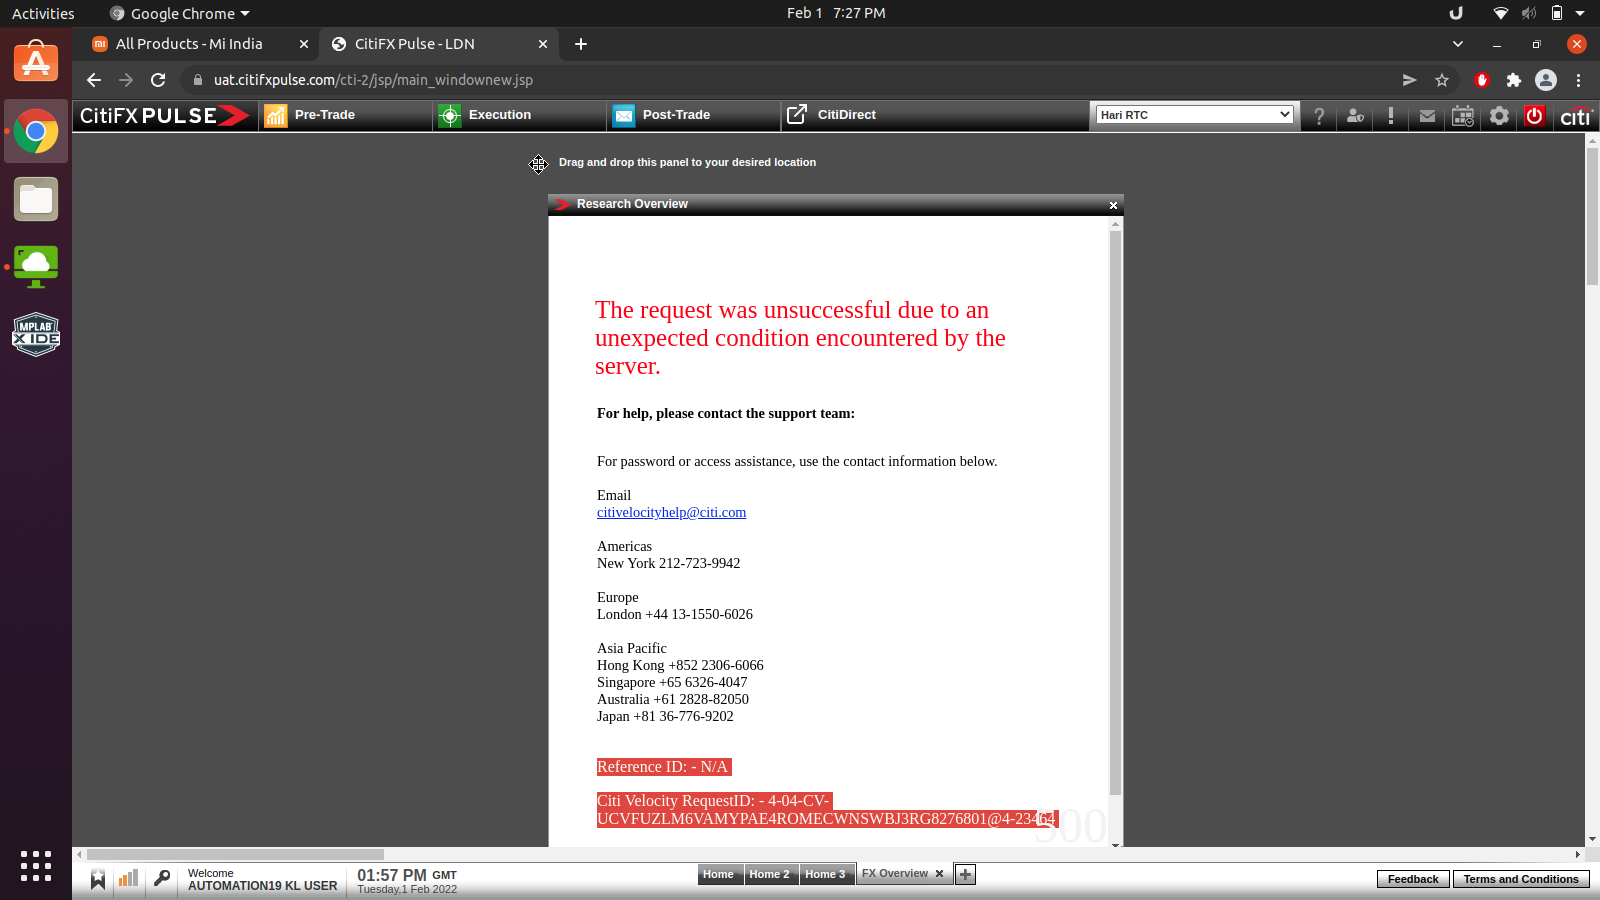 Activities
Google Chrome
Feb 1 7:27 PM
All Products - Mi India
CitiFX Pulse - LDN
uat.citifxpulse.com/cti-2/jsp/main_windownew.jsp
CitiFX PULSE
Pre-Trade
Execution
Post-Trade
CitiDirect
Hari RTC
citi
Drag and drop this panel to your desired location
Research Overview
The request was unsuccessful due to an
unexpected condition encountered by the
server.
For help, please contact the support team:
For password or access assistance, use the contact information below.
Email
citivelocityhelp@citi.com
Americas
New York 212-723-9942
Europe
London +44 13-1550-6026
Asia Pacific
Hong Kong +852 2306-6066
Singapore +65 6326-4047
Australia +61 2828-82050
Japan +81 36-776-9202
Reference ID: - N/A
Citi Velocity RequestID: - 4-04-CV-
UCVFUZLM6VAMYPAE4ROMECWNSWBJ3RG8276801@4-23464
500
MPLAB
X IDE
Welcome
AUTOMATION19 KL USER
01:57 PM GMT
Tuesday,1 Feb 2022
Home
Home 2
Home 3
FX Overview
Feedback
Terms and Conditions